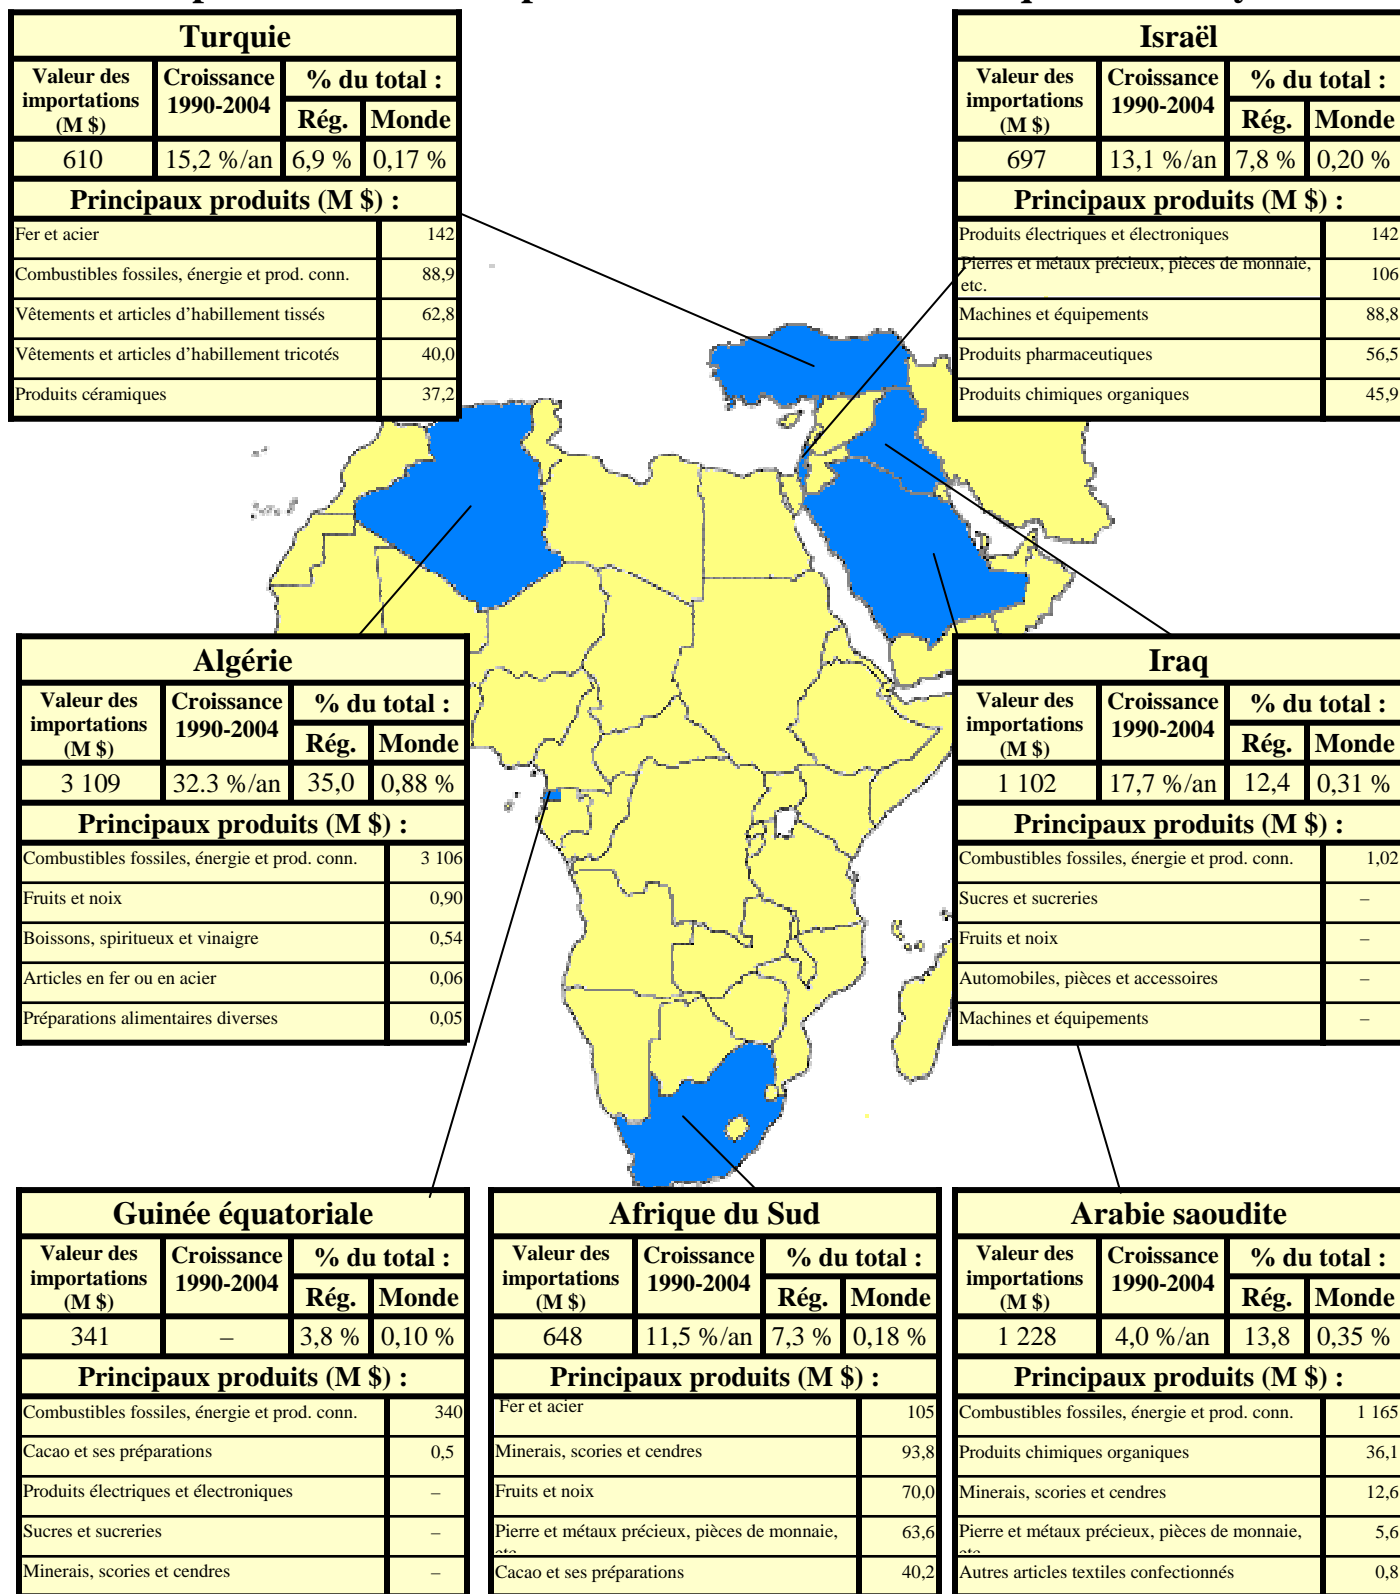 Turquie
Valeur des importations (M $)
Croissance 1990-2004
% du total :
Rég. Monde
610 15,2 %/an 6,9 % 0,17 %
Principaux produits (M $) :
Fer et acier 142
Combustibles fossiles, énergie et prod. conn. 88,9
Vêtements et articles d’habillement tissés 62,8
Vêtements et articles d’habillement tricotés 40,0
Produits céramiques 37,2
Israël
Valeur des importations (M $)
Croissance 1990-2004
% du total :
Rég. Monde
697 13,1 %/an 7,8 % 0,20 %
Principaux produits (M $) :
Produits électriques et électroniques 142
Pierres et métaux précieux, pièces de monnaie, etc. 106
Machines et équipements 88,8
Produits pharmaceutiques 56,5
Produits chimiques organiques 45,9
Algérie
Valeur des importations (M $)
Croissance 1990-2004
% du total :
Rég. Monde
3 109 32.3 %/an 35,0 0,88 %
Principaux produits (M $) :
Combustibles fossiles, énergie et prod. conn. 3 106
Fruits et noix 0,90
Boissons, spiritueux et vinaigre 0,54
Articles en fer ou en acier 0,06
Préparations alimentaires diverses 0,05
Iraq
Valeur des importations (M $)
Croissance 1990-2004
% du total :
Rég. Monde
1 102 17,7 %/an 12,4 0,31 %
Principaux produits (M $) :
Combustibles fossiles, énergie et prod. conn. 1,02
Sucres et sucreries –
Fruits et noix –
Automobiles, pièces et accessoires –
Machines et équipements –
Guinée équatoriale
Valeur des importations (M $)
Croissance 1990-2004
% du total :
Rég. Monde
341 – 3,8 % 0,10 %
Principaux produits (M $) :
Combustibles fossiles, énergie et prod. conn. 340
Cacao et ses préparations 0,5
Produits électriques et électroniques –
Sucres et sucreries –
Minerais, scories et cendres –
Afrique du Sud
Valeur des importations (M $)
Croissance 1990-2004
% du total :
Rég. Monde
648 11,5 %/an 7,3 % 0,18 %
Principaux produits (M $) :
Fer et acier 105
Minerais, scories et cendres 93,8
Fruits et noix 70,0
Pierre et métaux précieux, pièces de monnaie, 63,6
Cacao et ses préparations 40,2
Arabie saoudite
Valeur des importations (M $)
Croissance 1990-2004
% du total :
Rég. Monde
1 228 4,0 %/an 13,8 0,35 %
Principaux produits (M $) :
Combustibles fossiles, énergie et prod. conn. 1 165
Produits chimiques organiques 36,1
Minerais, scories et cendres 12,6
Pierre et métaux précieux, pièces de monnaie, 5,6
Autres articles textiles confectionnés 0,8